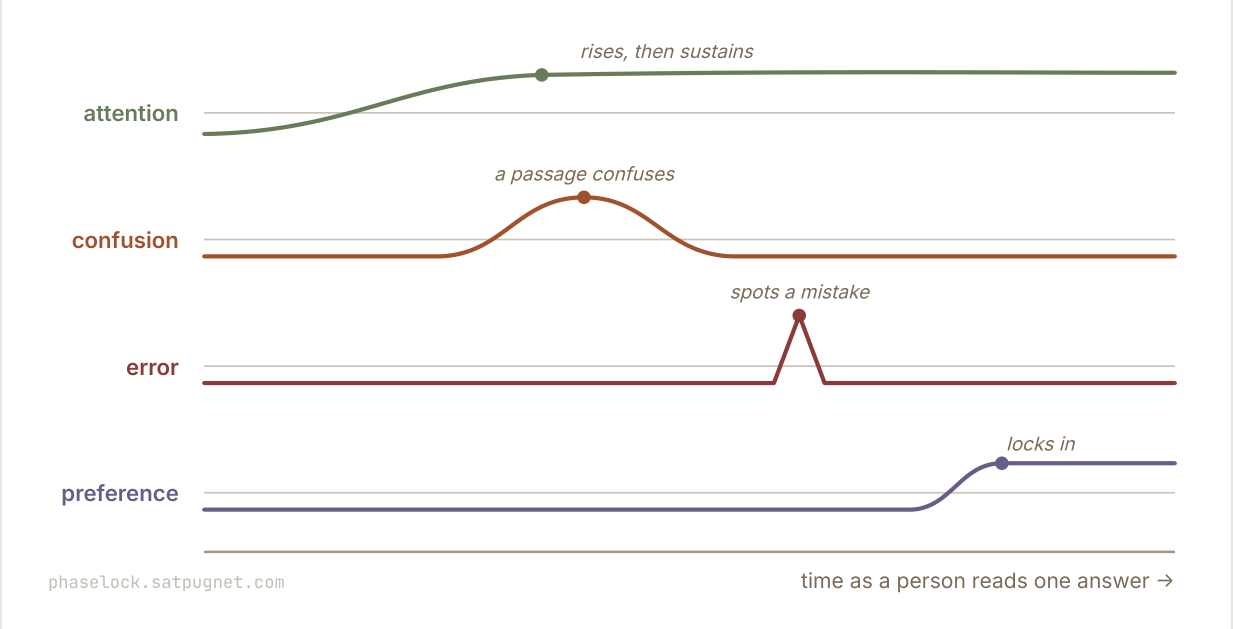 rises, then sustains
attention
a passage confuses
confusion
spots a mistake
error
locks in
preference
phaselock.satpugnet.com
time as a person reads one answer →